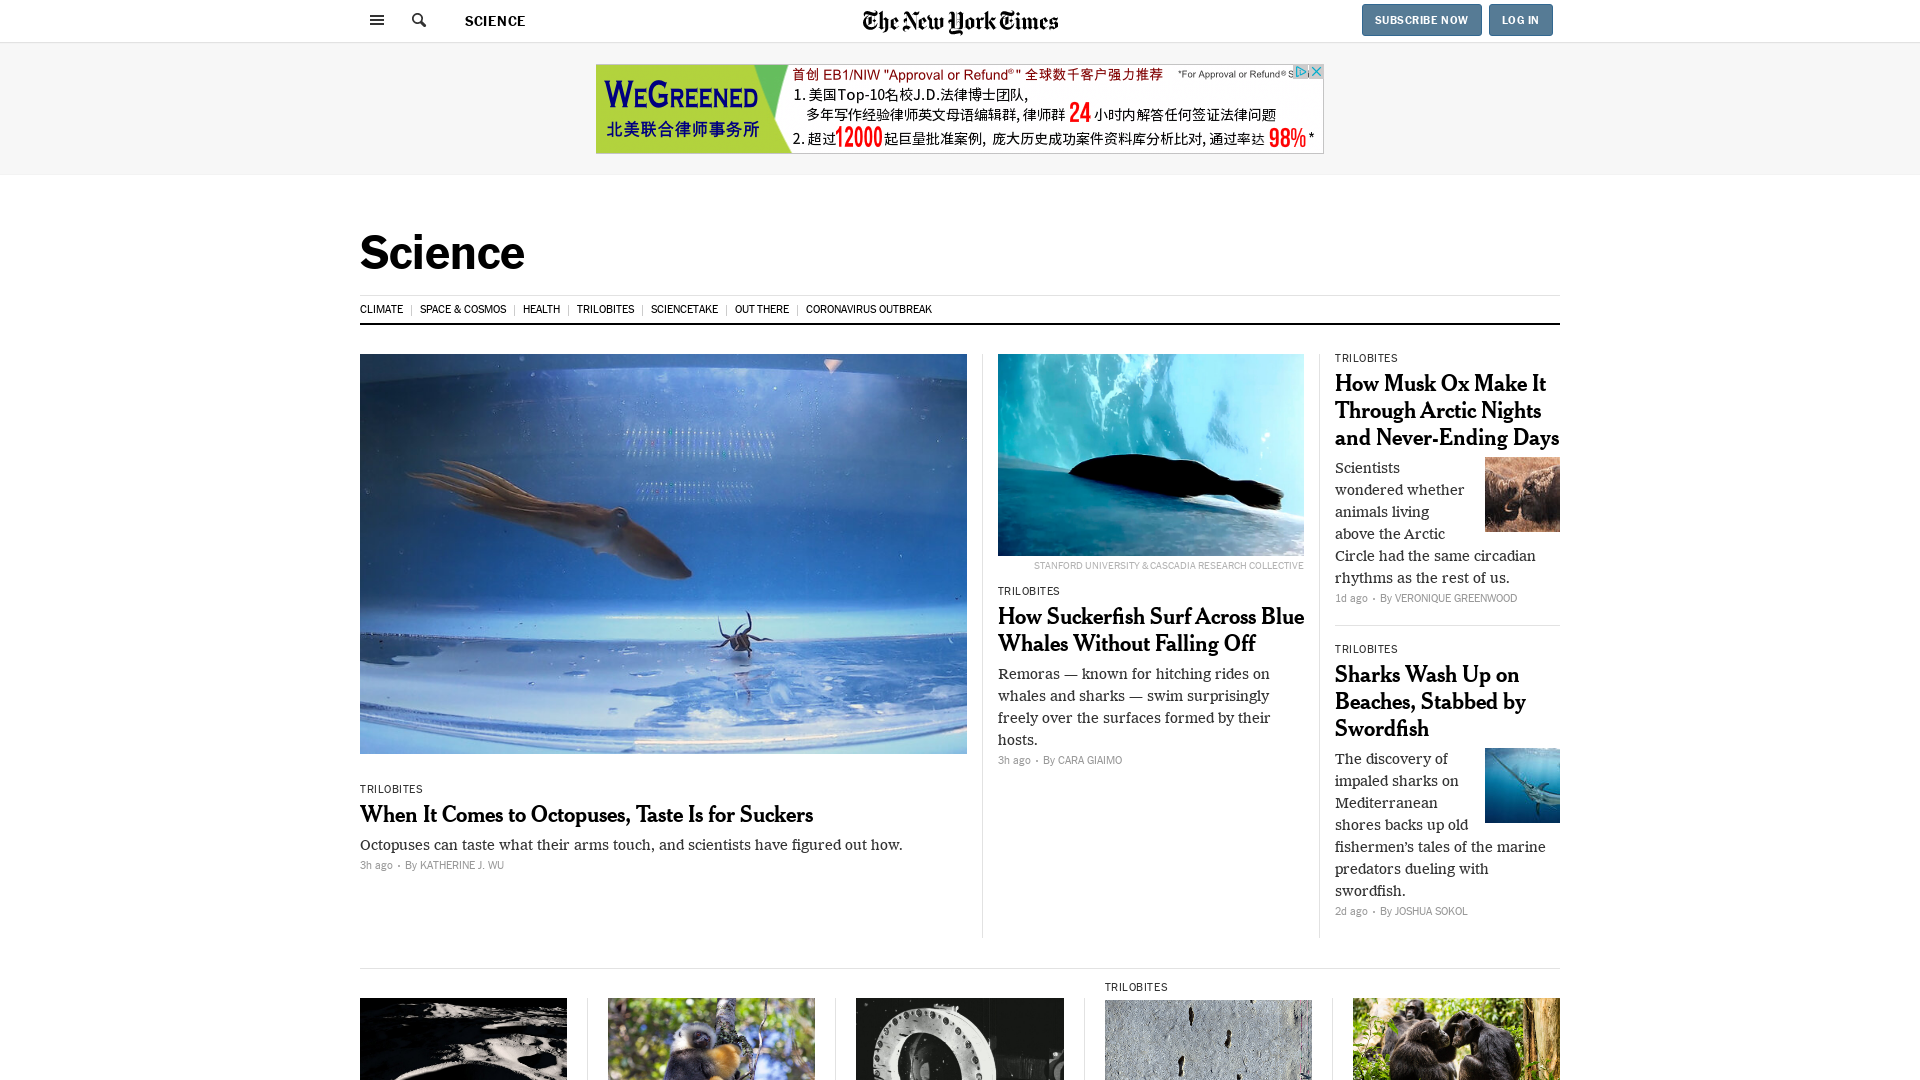 SCIENCE
The New York Times
SUBSCRIBE NOW
LOG IN
WEGREENED
北美联合律师事务所
首创 EB1/NIW "Approval or Refund®" 全球数千客户强力推荐
*For Approval or Refund®
1. 美国Top-10名校J.D.法律博士团队,
多年写作经验律师英文母语编辑群, 律师群 24 小时内解答任何签证法律问题
2. 超过12000起巨量批准案例, 庞大历史成功案件资料库分析比对, 通过率达 98% *
Science
CLIMATE
SPACE & COSMOS
HEALTH
TRILOBITES
SCIENCETAKE
OUT THERE
CORONAVIRUS OUTBREAK
TRILOBITES
When It Comes to Octopuses, Taste Is for Suckers
Octopuses can taste what their arms touch, and scientists have figured out how.
3h ago • By KATHERINE J. WU
STANFORD UNIVERSITY & CASCADIA RESEARCH COLLECTIVE
TRILOBITES
How Suckerfish Surf Across Blue
Whales Without Falling Off
Remoras — known for hitching rides on
whales and sharks — swim surprisingly
freely over the surfaces formed by their
hosts.
3h ago • By CARA GIAIMO
TRILOBITES
How Musk Ox Make It
Through Arctic Nights
and Never-Ending Days
Scientists
wondered whether
animals living
above the Arctic
Circle had the same circadian
rhythms as the rest of us.
1d ago • By VERONIQUE GREENWOOD
TRILOBITES
Sharks Wash Up on
Beaches, Stabbed by
Swordfish
The discovery of
impaled sharks on
Mediterranean
shores backs up old
fishermen’s tales of the marine
predators dueling with
swordfish.
2d ago • By JOSHUA SOKOL
TRILOBITES